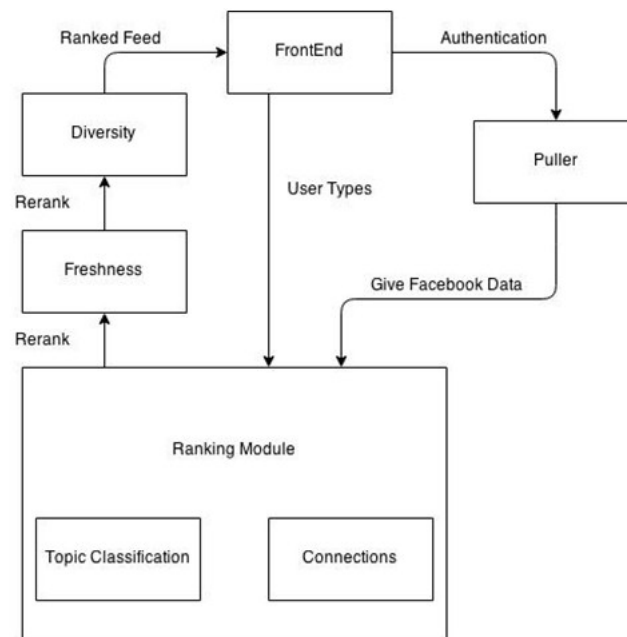 Ranked Feed
FrontEnd
Authentication
Diversity
Puller
Rerank
User Types
Freshness
Give Facebook Data
Rerank
Ranking Module
Topic Classification
Connections